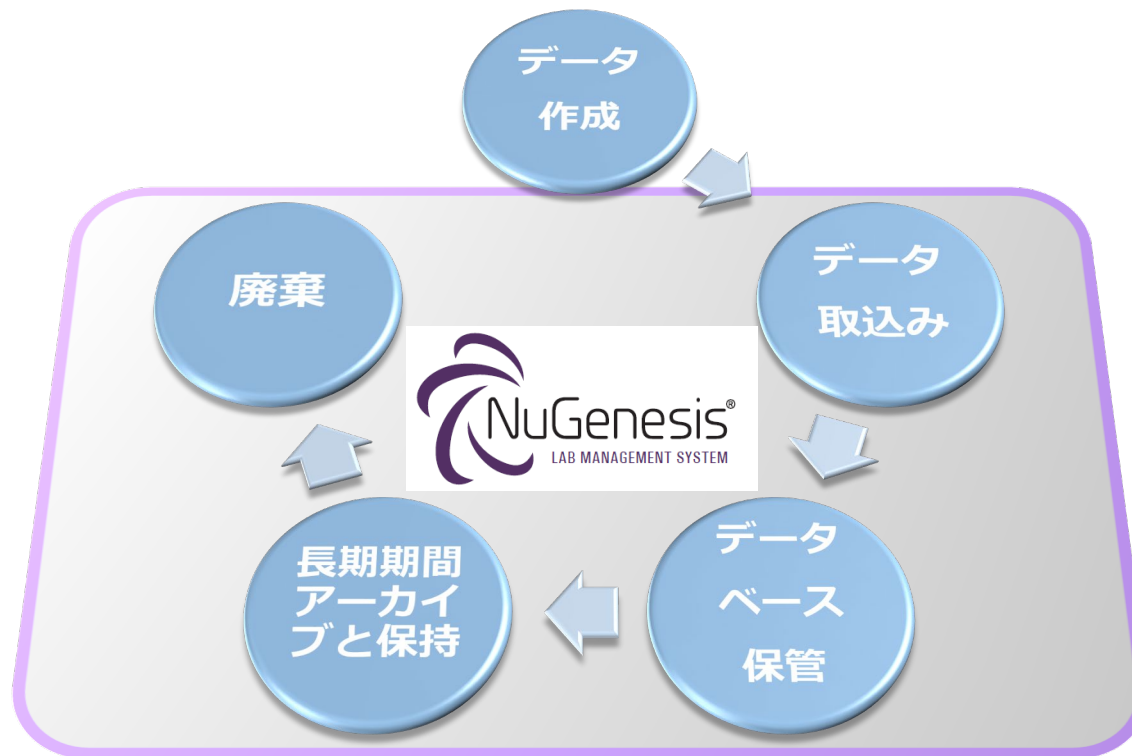 データ
作成
データ
取込み
データ
ベース
保管
長期期間
アーカイ
ブと保持
廃棄
NuGenesis®
LAB MANAGEMENT SYSTEM